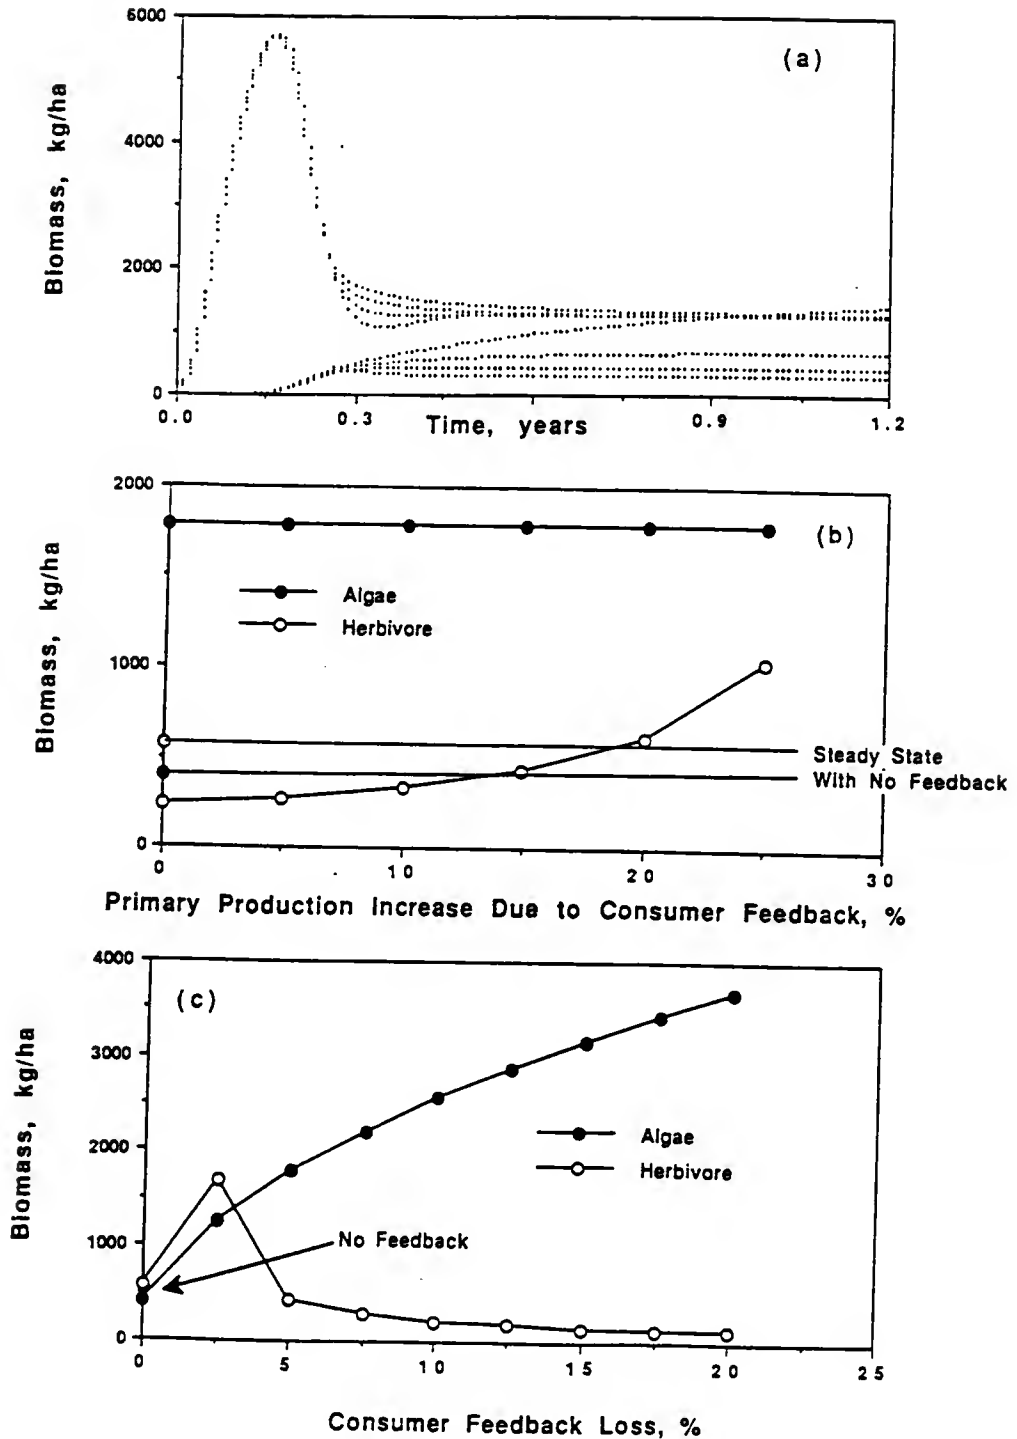 6000
(a)
4000
Biomass, kg/ha
2000
0
0.0 0.3 0.9 1.2
Time, years
2000
(b)
Algae
Herbivore
Biomass, kg/ha
1000
Steady State
With No Feedback
0
0 10 20 30
Primary Production Increase Due to Consumer Feedback, %
4000
(c)
3000
Biomass, kg/ha
Algae
2000
Herbivore
1000
No Feedback
0
0 5 10 15 20 25
Consumer Feedback Loss, %